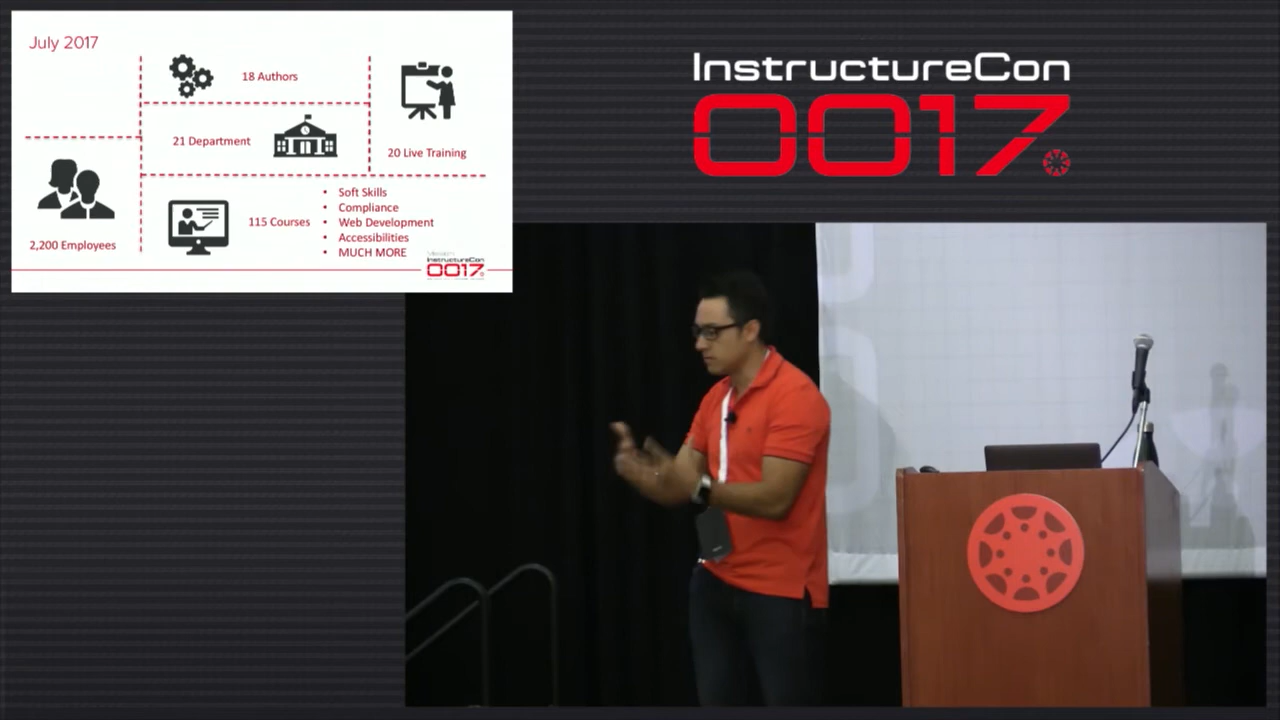 July 2017
18 Authors
21 Department
20 Live Training
2,200 Employees
115 Courses
• Soft Skills
• Compliance
• Web Development
• Accessibilities
• MUCH MORE
InstructureCon
0017
InstructureCon
0017